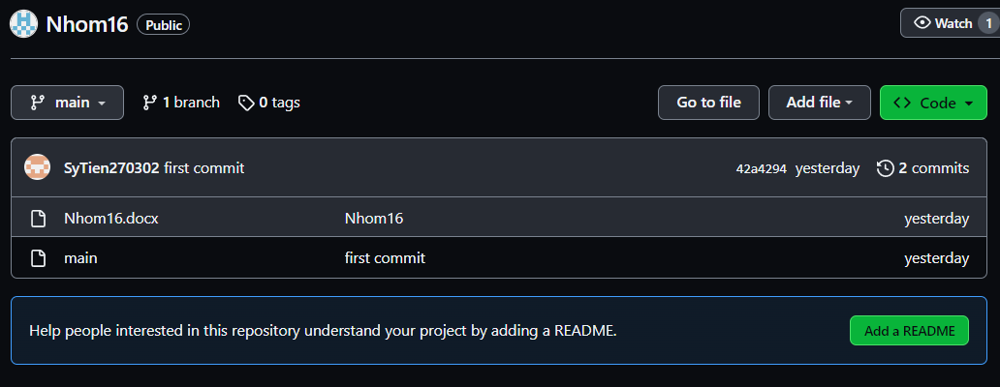 Nhom16 Public Watch 1
main 1 branch 0 tags Go to file Add file <> Code
SyTien270302 first commit 42a4294 yesterday 2 commits
Nhom16.docx Nhom16 yesterday
main first commit yesterday
Help people interested in this repository understand your project by adding a README. Add a README